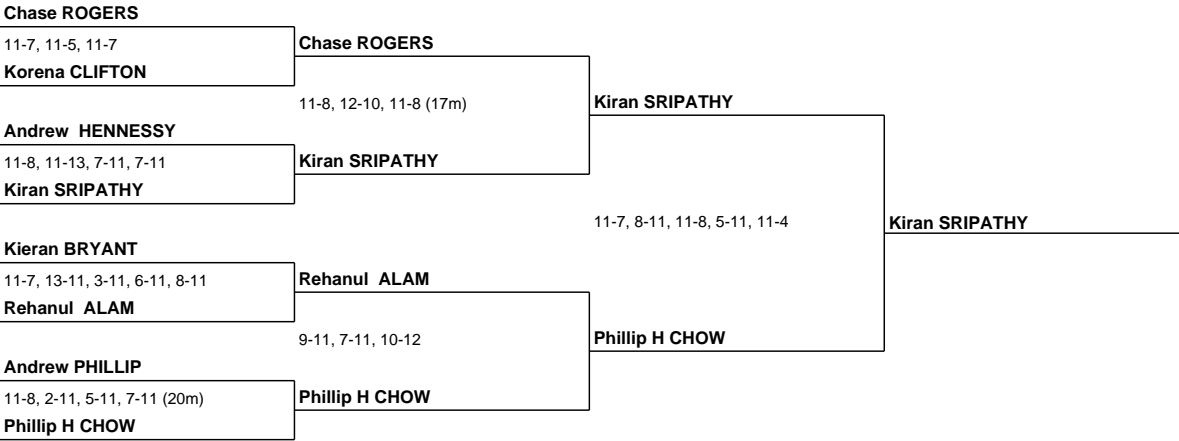 Chase ROGERS
11-7, 11-5, 11-7
Korena CLIFTON
Andrew  HENNESSY
11-8, 11-13, 7-11, 7-11
Kiran SRIPATHY
Kieran BRYANT
11-7, 13-11, 3-11, 6-11, 8-11
Rehanul  ALAM
Andrew PHILLIP
11-8, 2-11, 5-11, 7-11 (20m)
Phillip H CHOW
Chase ROGERS
11-8, 12-10, 11-8 (17m)
Kiran SRIPATHY
Rehanul  ALAM
9-11, 7-11, 10-12
Phillip H CHOW
Kiran SRIPATHY
11-7, 8-11, 11-8, 5-11, 11-4
Phillip H CHOW
Kiran SRIPATHY